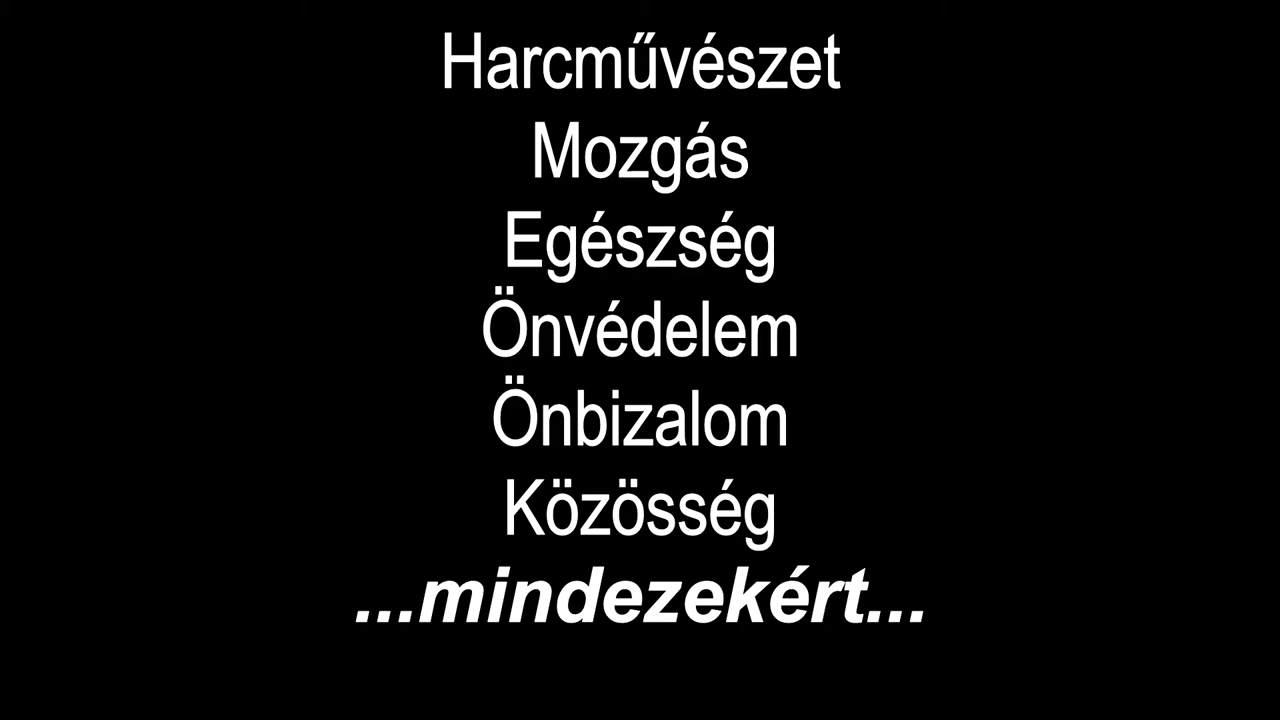 Harcművészet
Mozgás
Egészség
Önvédelem
Önbizalom
Közösség
...mindezekért...